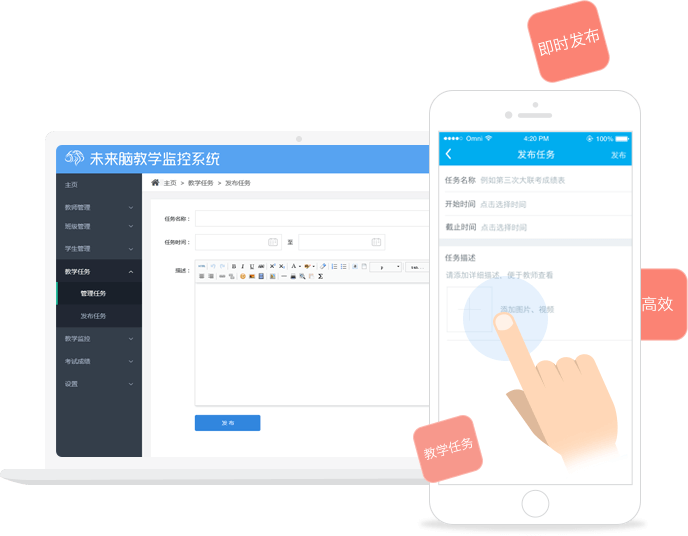 即时发布
未来脑教学监控系统
主页
教师管理
班级管理
学生管理
教学任务
管理任务
发布任务
教学监控
考试成绩
设置
主页 > 教学任务 > 发布任务
任务名称：
任务时间：
至
描述：
发布
Omni
4:20 PM
100%
发布任务
发布
任务名称 例如第三次大联考成绩表
开始时间 点击选择时间
截止时间 点击选择时间
任务描述
请添加详细描述，便于教师查看
添加图片、视频
高效
教学任务